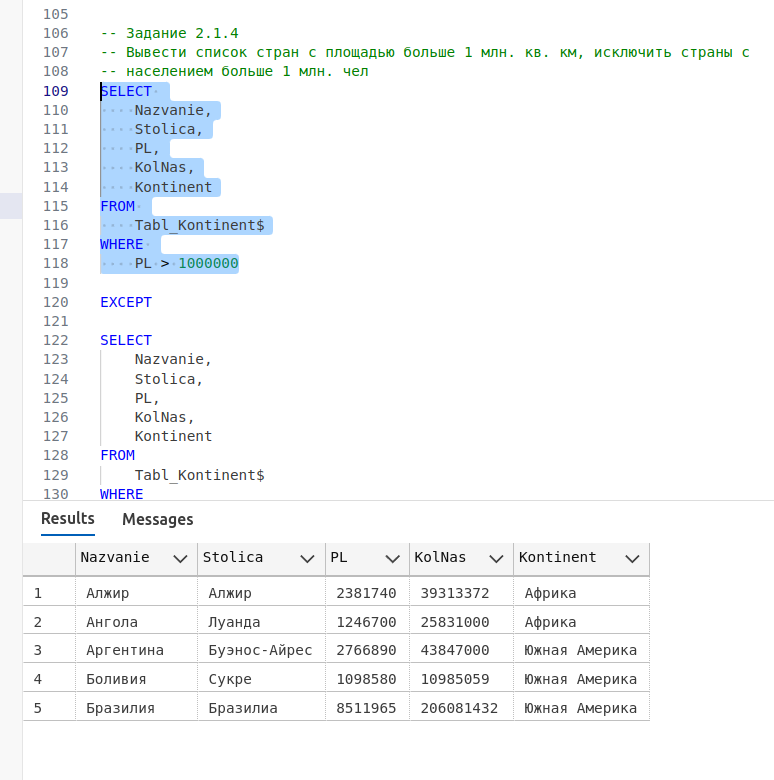 105
106 -- Задание 2.1.4
107 -- Вывести список стран с площадью больше 1 млн. кв. км, исключить страны с
108 -- населением больше 1 млн. чел
109 SELECT
110 Nazvanie,
111 Stolica,
112 PL,
113 KolNas,
114 Kontinent
115 FROM
116 Tabl_Kontinent$
117 WHERE
118 PL > 1000000
119
120 EXCEPT
121
122 SELECT
123 Nazvanie,
124 Stolica,
125 PL,
126 KolNas,
127 Kontinent
128 FROM
129 Tabl_Kontinent$
130 WHERE
Results Messages
Nazvanie Stolica PL KolNas Kontinent
1 Алжир Алжир 2381740 39313372 Африка
2 Ангола Луанда 1246700 25831000 Африка
3 Аргентина Буэнос-Айрес 2766890 43847000 Южная Америка
4 Боливия Сукре 1098580 10985059 Южная Америка
5 Бразилия Бразилиа 8511965 206081432 Южная Америка